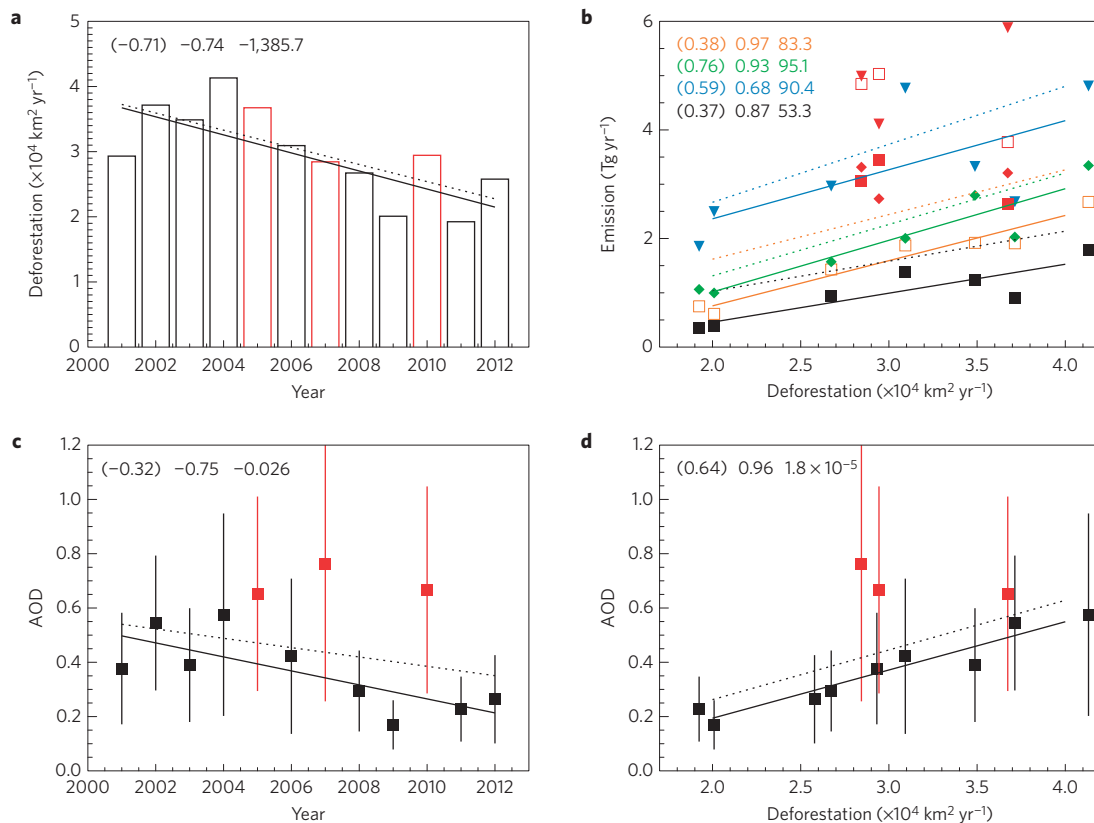 a
(−0.71) −0.74 −1,385.7
5
4
3
2
1
0
Deforestation (×10⁴ km² yr⁻¹)
2000 2002 2004 2006 2008 2010 2012
Year
b
(0.38) 0.97 83.3
(0.76) 0.93 95.1
(0.59) 0.68 90.4
(0.37) 0.87 53.3
6
4
2
0
Emission (Tg yr⁻¹)
2.0 2.5 3.0 3.5 4.0
Deforestation (×10⁴ km² yr⁻¹)
c
(−0.32) −0.75 −0.026
1.2
1.0
0.8
0.6
0.4
0.2
0.0
AOD
2000 2002 2004 2006 2008 2010 2012
Year
d
(0.64) 0.96 1.8 × 10⁻⁵
1.2
1.0
0.8
0.6
0.4
0.2
0.0
AOD
2.0 2.5 3.0 3.5 4.0
Deforestation (×10⁴ km² yr⁻¹)